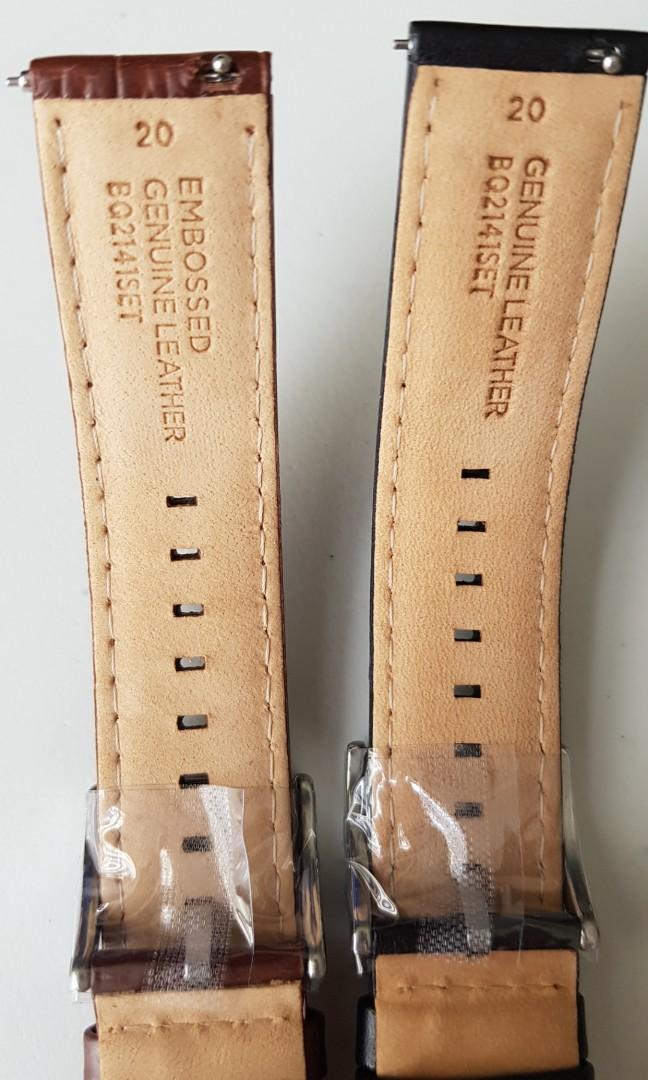 20
EMBOSSED
GENUINE LEATHER
BQ2141SET
20
GENUINE LEATHER
BQ2141SET